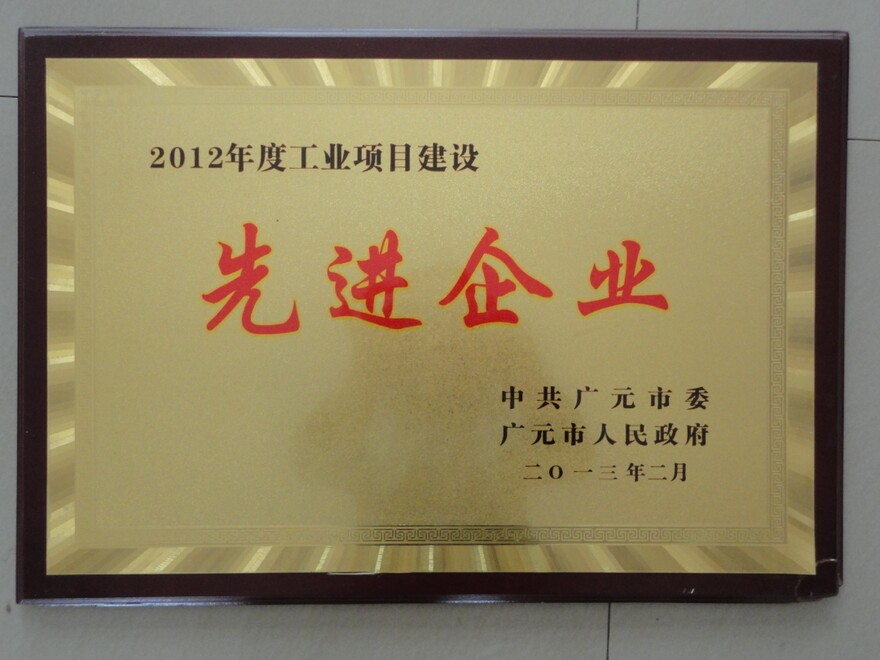 2012年度工业项目建设
先进企业
中共广元市委
广元市人民政府
二O一三年二月